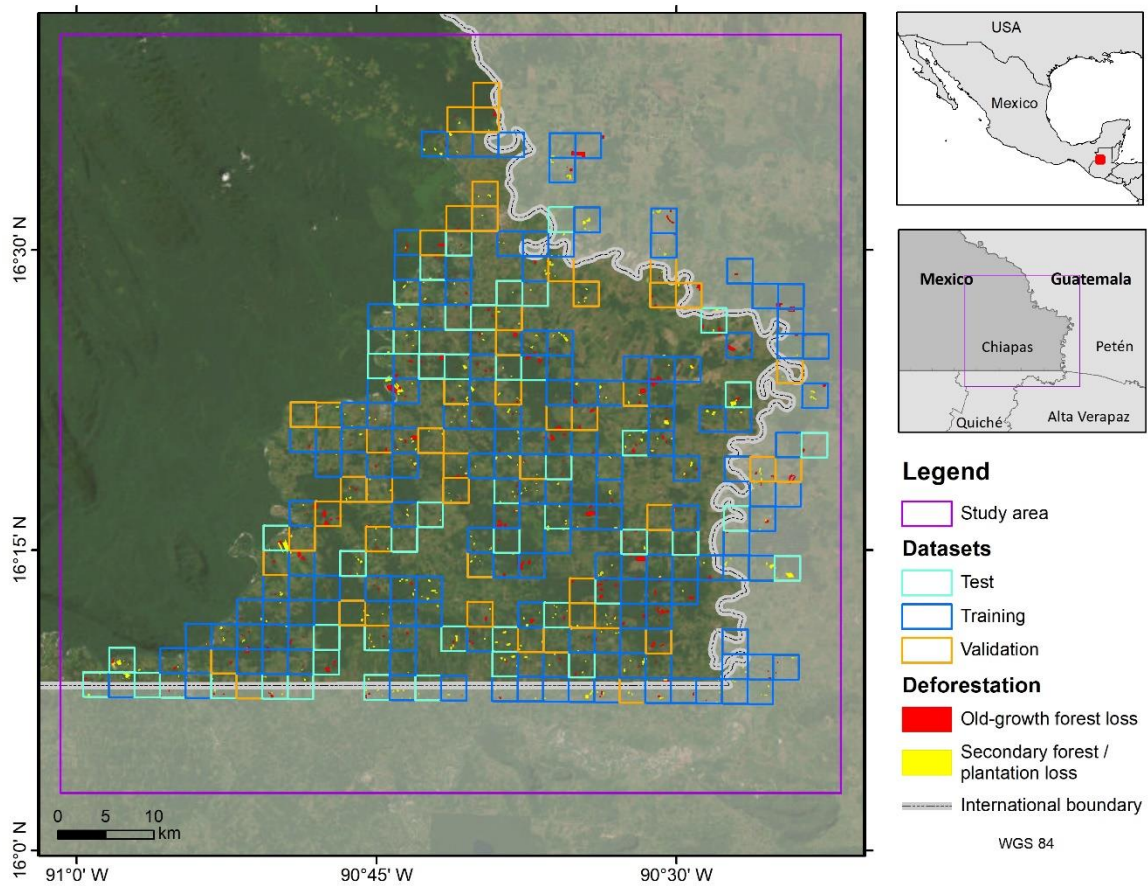 16°30' N
16°15' N
16°0' N
91°0' W
90°45' W
90°30' W
0 5 10
km
USA
Mexico
Mexico
Guatemala
Chiapas
Petén
Quiché
Alta Verapaz
Legend
Study area
Datasets
Test
Training
Validation
Deforestation
Old-growth forest loss
Secondary forest /
plantation loss
International boundary
WGS 84